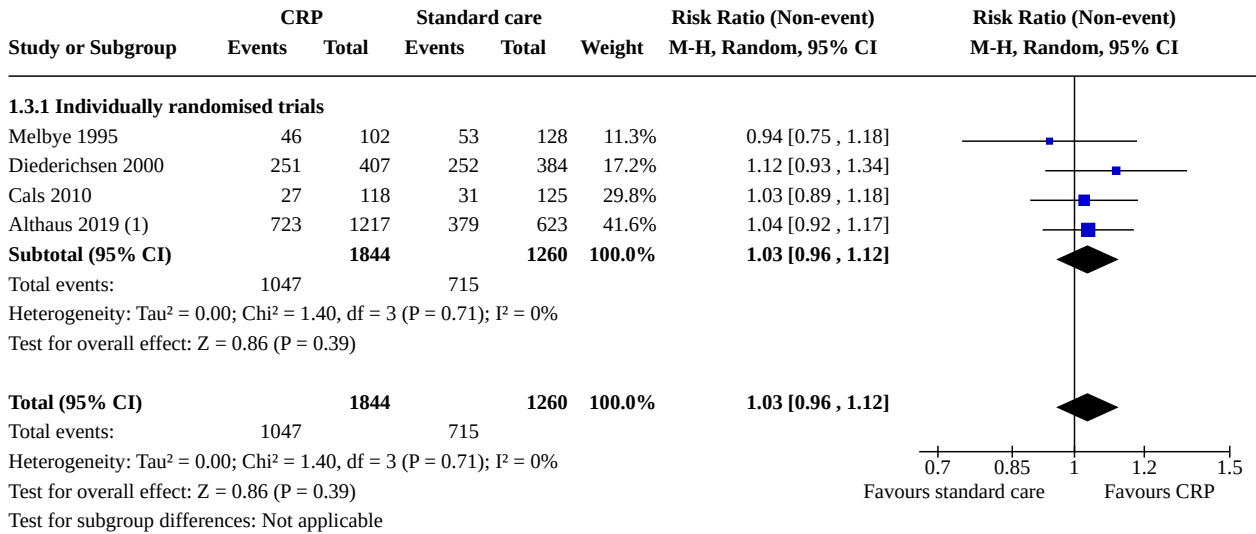 CRP Standard care Risk Ratio (Non-event) Risk Ratio (Non-event)
Study or Subgroup Events Total Events Total Weight M-H, Random, 95% CI M-H, Random, 95% CI
1.3.1 Individually randomised trials
Melbye 1995 46 102 53 128 11.3% 0.94 [0.75 , 1.18]
Diederichsen 2000 251 407 252 384 17.2% 1.12 [0.93 , 1.34]
Cals 2010 27 118 31 125 29.8% 1.03 [0.89 , 1.18]
Althaus 2019 (1) 723 1217 379 623 41.6% 1.04 [0.92 , 1.17]
Subtotal (95% CI) 1844 1260 100.0% 1.03 [0.96 , 1.12]
Total events: 1047 715
Heterogeneity: Tau² = 0.00; Chi² = 1.40, df = 3 (P = 0.71); I² = 0%
Test for overall effect: Z = 0.86 (P = 0.39)
Total (95% CI) 1844 1260 100.0% 1.03 [0.96 , 1.12]
Total events: 1047 715
Heterogeneity: Tau² = 0.00; Chi² = 1.40, df = 3 (P = 0.71); I² = 0%
0.7 0.85 1 1.2 1.5
Test for overall effect: Z = 0.86 (P = 0.39)
Favours standard care Favours CRP
Test for subgroup differences: Not applicable